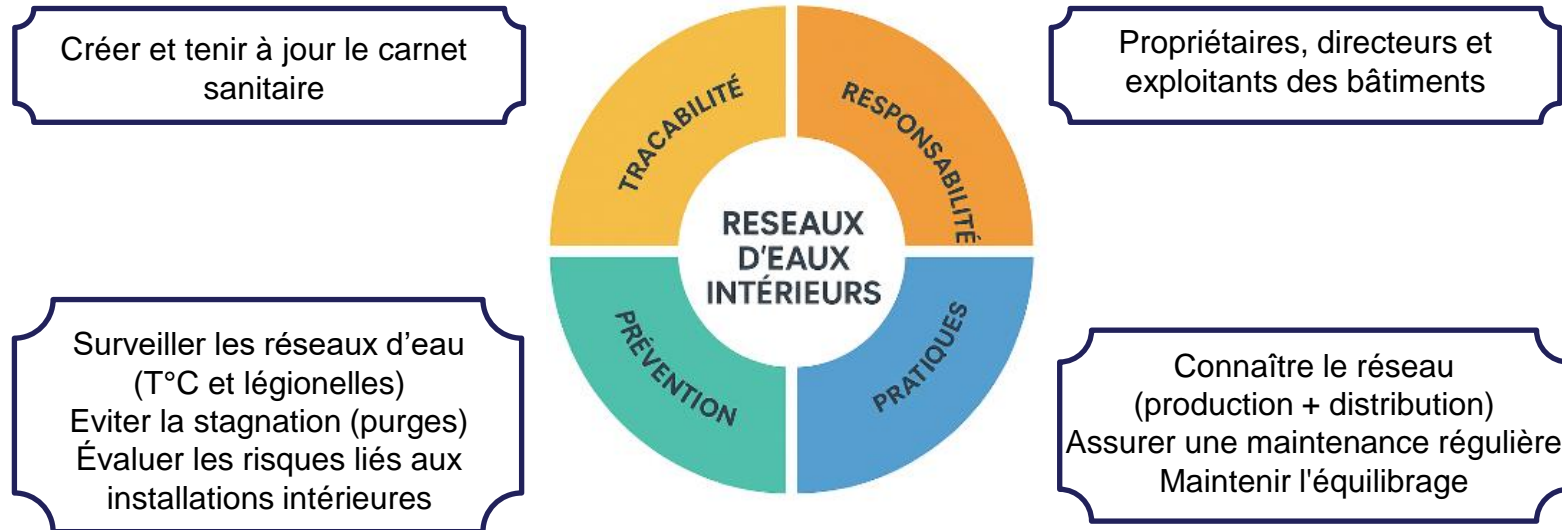 Créer et tenir à jour le carnet
sanitaire
TRACABILITÉ
RESPONSABILITÉ
Propriétaires, directeurs et
exploitants des bâtiments
RESEAUX
D'EAUX
INTÉRIEURS
Surveiller les réseaux d’eau
(T°C et légionelles)
Eviter la stagnation (purges)
Évaluer les risques liés aux
installations intérieures
PRÉVENTION
PRATIQUES
Connaître le réseau
(production + distribution)
Assurer une maintenance régulière
Maintenir l'équilibrage